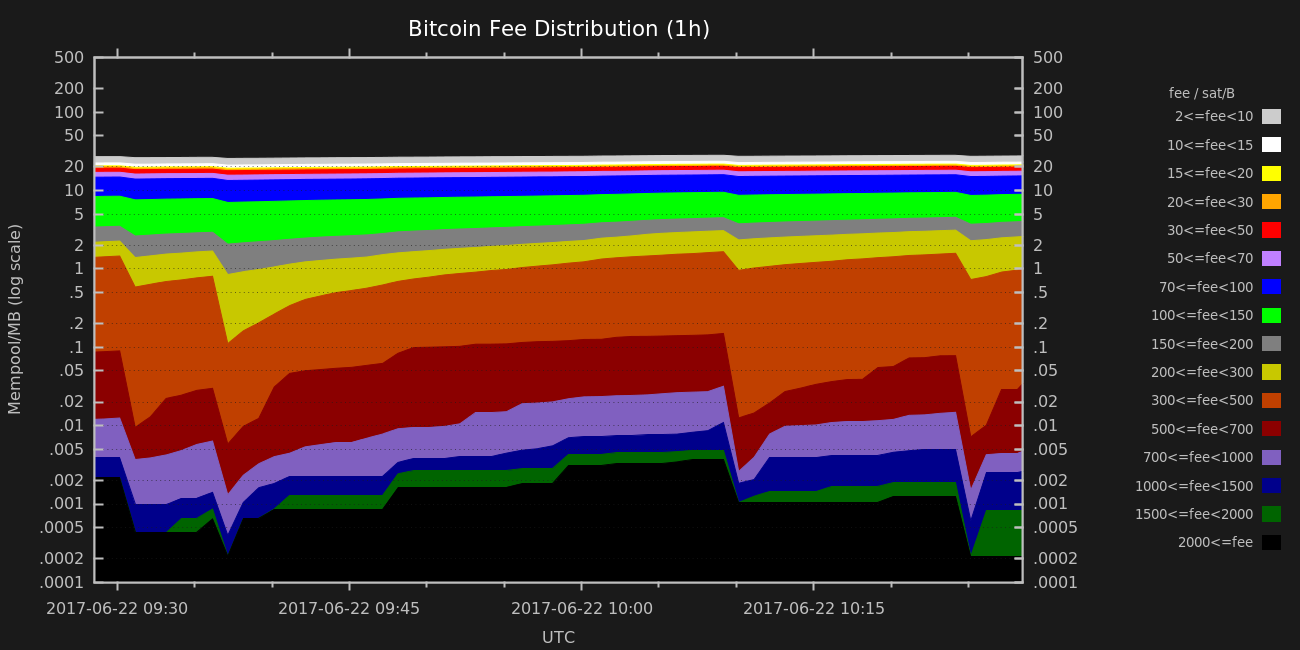 Bitcoin Fee Distribution (1h)
500 500
200 200
100 100
50 50
20 20
10 10
5 5
2 2
1 1
.5 .5
.2 .2
.1 .1
.05 .05
.02 .02
.01 .01
.005 .005
.002 .002
.001 .001
.0005 .0005
.0002 .0002
.0001 .0001
Mempool/MB (log scale)
2017-06-22 09:30 2017-06-22 09:45 2017-06-22 10:00 2017-06-22 10:15
UTC
fee / sat/B
2<=fee<10
10<=fee<15
15<=fee<20
20<=fee<30
30<=fee<50
50<=fee<70
70<=fee<100
100<=fee<150
150<=fee<200
200<=fee<300
300<=fee<500
500<=fee<700
700<=fee<1000
1000<=fee<1500
1500<=fee<2000
2000<=fee